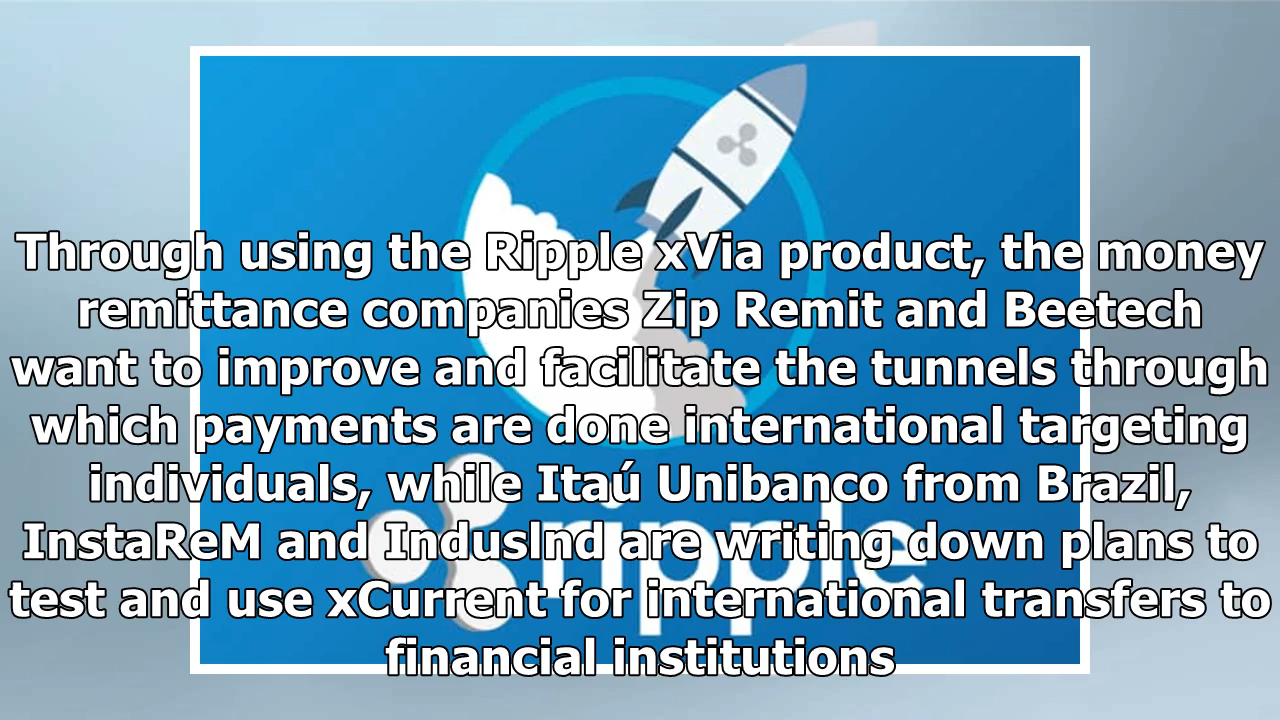 Through using the Ripple xVia product, the money
remittance companies Zip Remit and Beetech
want to improve and facilitate the tunnels through
which payments are done international targeting
individuals, while Itaú Unibanco from Brazil,
InstaReM and Induslnd are writing down plans to
test and use xCurrent for international transfers to
financial institutions
ripple